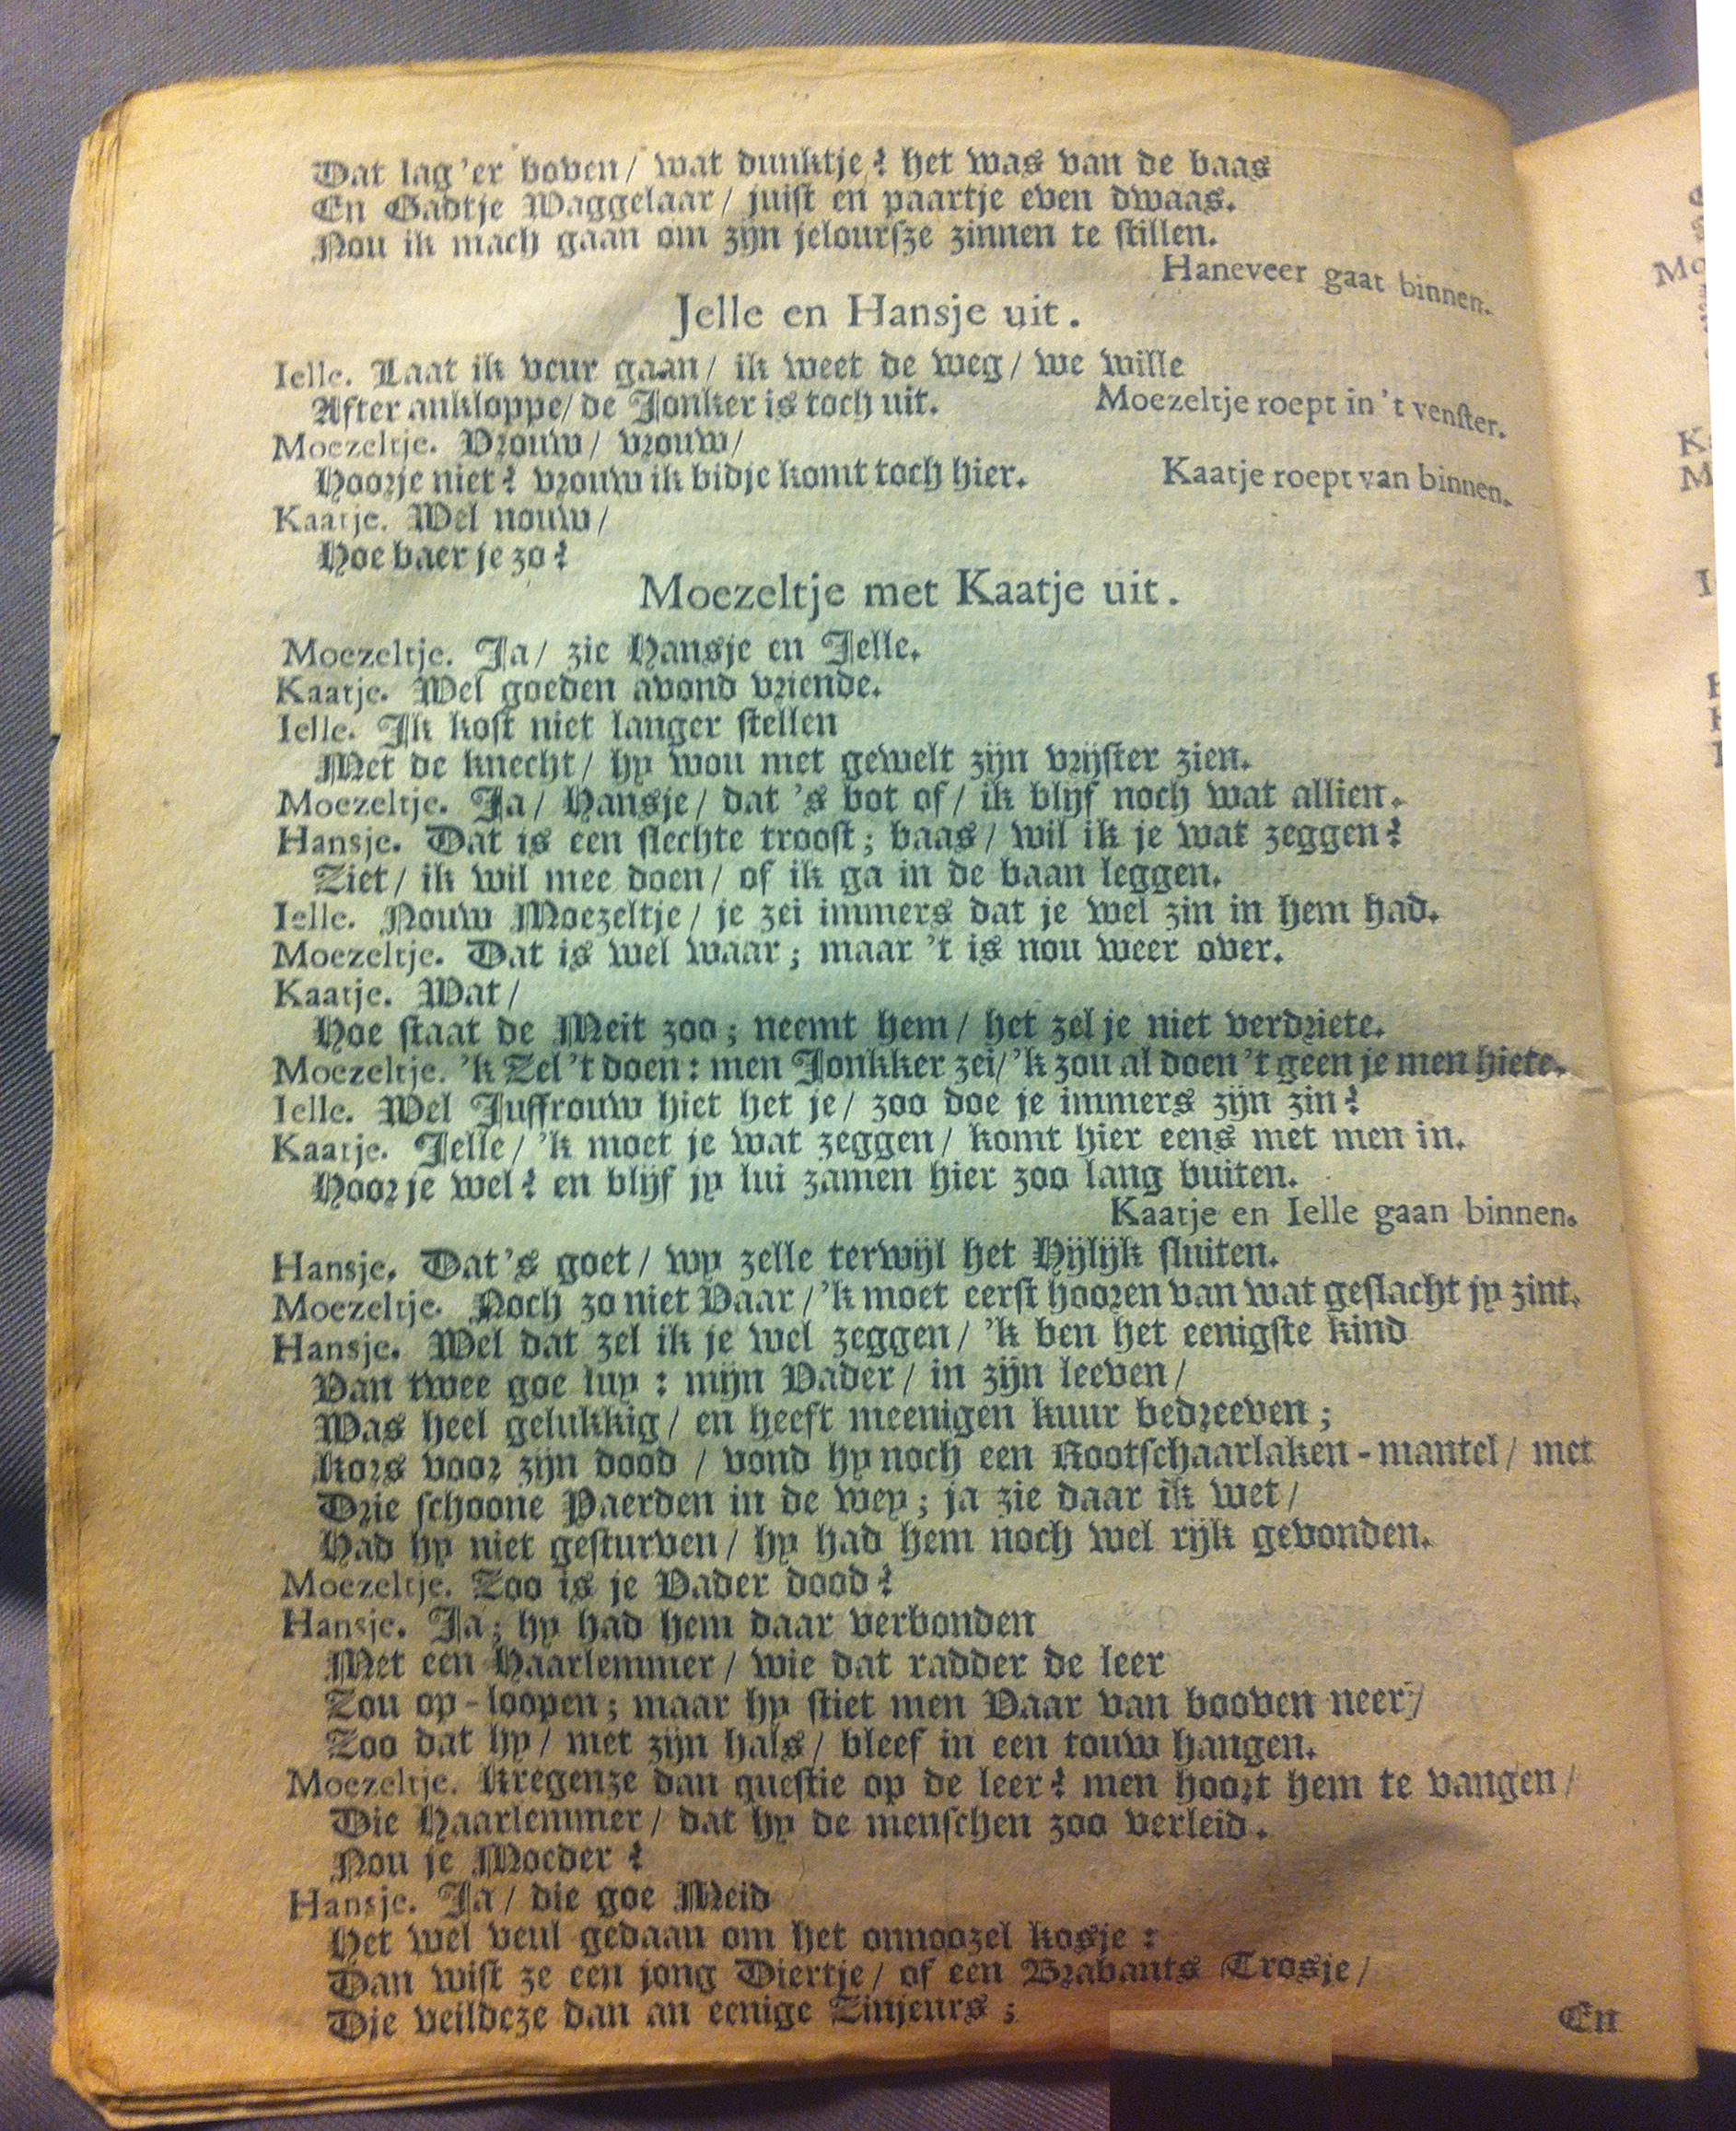 Dat lag 'er boven / wat dunktje? het was van de baas
En Gadtje Waggelaar / juist en paartje even dwaas.
Nou ik mach gaan om zijn jeloursze zinnen te stillen.
Haneveer gaat binnen.
Jelle en Hansje uit.
Ielle. Laat ik veur gaan / ik weet de weg / we wille
After ankloppe / de Jonker is toch uit. Moezeltje roept in 't venster.
Moezeltje. Vrouw / vrouw /
Hoorje niet? vrouw ik bidje komt toch hier. Kaatje roept van binnen.
Kaatje. Wel nouw /
Hoe baer je zo?
Moezeltje met Kaatje uit.
Moezeltje. Ja / zie Hansje en Jelle.
Kaatje. Wel goeden avond vriende.
Ielle. Ik kost niet langer stellen
Met de knecht / hy wou met gewelt zijn vrijster zien.
Moezeltje. Ja / Hansje / dat 's bot of / ik blijf noch wat allien.
Hansje. Dat is een slechte troost; baas / wil ik je wat zeggen?
Ziet / ik wil mee doen / of ik ga in de baan leggen.
Ielle. Nouw Moezeltje / je zei immers dat je wel zin in hem had.
Moezeltje. Dat is wel waar; maar 't is nou weer over.
Kaatje. Wat /
Hoe staat de Meit zoo; neemt hem / het zel je niet verdriete.
Moezeltje. 'k Zel 't doen: men Jonkker zei / 'k zou al doen 't geen je men hiete.
Ielle. Wel Juffrouw hiet het je / zoo doe je immers zijn zin?
Kaatje. Jelle / 'k moet je wat zeggen / komt hier eens met men in.
Hoor je wel? en blijf jy lui zamen hier zoo lang buiten.
Kaatje en Ielle gaan binnen.
Hansje. Dat's goet / wy zelle terwijl het Hijlijk sluiten.
Moezeltje. Noch zo niet Vaar / 'k moet eerst hooren van wat geslacht jy zint.
Hansje. Wel dat zel ik je wel zeggen / 'k ben het eenigste kind
Van twee goe luy: mijn Vader / in zijn leeven /
Was heel gelukkig / en heeft meenigen kuur bedreeven;
Kors voor zijn dood / vond hy noch een Rootschaarlaken-mantel / met
Drie schoone Paerden in de wey; ja zie daar ik wet /
Had hy niet gesturven / hy had hem noch wel rijk gevonden.
Moezeltje. Zoo is je Vader dood?
Hansje. Ja; hy had hem daar verbonden
Met een Haarlemmer / wie dat radder de leer
Zou op-loopen; maar hy stiet men Vaar van booven neer /
Zoo dat hy / met zijn hals / bleef in een touw hangen.
Moezeltje. Kregenze dan questie op de leer? men hoort hem te vangen /
Die Haarlemmer / dat hy de menschen zoo verleid.
Nou je Moeder?
Hansje. Ja / die goe Meid
Het wel veul gedaan om het onnoozel kosje:
Dan wist ze een jong Diertje / of een Brabants Trosje /
Die veildeze dan an eenige Zinjeurs;
En